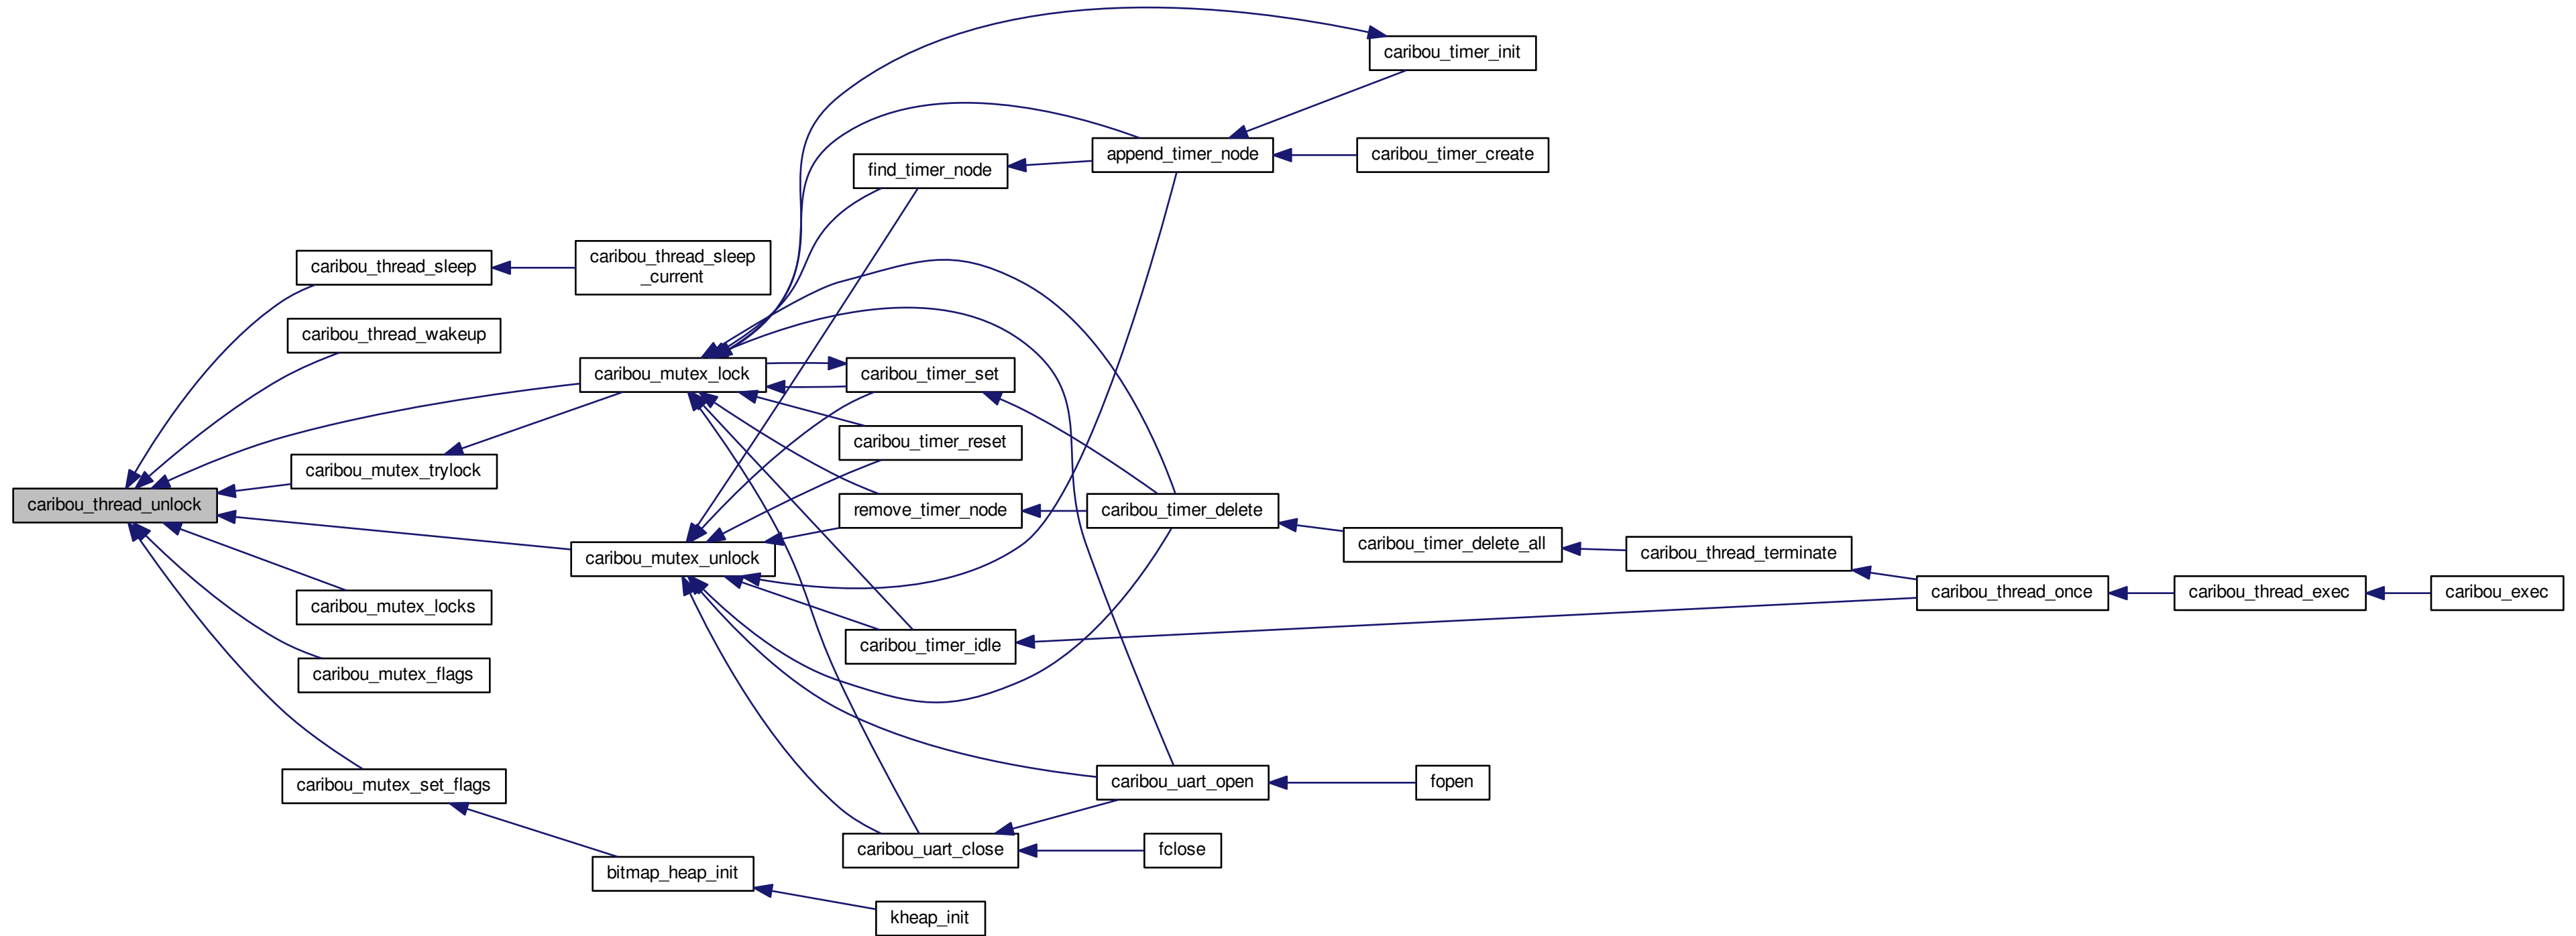 caribou_timer_init
append_timer_node
caribou_timer_create
find_timer_node
caribou_thread_sleep
caribou_thread_sleep
_current
caribou_thread_wakeup
caribou_mutex_lock
caribou_timer_set
caribou_timer_reset
caribou_mutex_trylock
caribou_thread_unlock
remove_timer_node
caribou_timer_delete
caribou_timer_delete_all
caribou_thread_terminate
caribou_mutex_unlock
caribou_thread_once
caribou_thread_exec
caribou_exec
caribou_mutex_locks
caribou_timer_idle
caribou_mutex_flags
caribou_mutex_set_flags
caribou_uart_open
fopen
caribou_uart_close
fclose
bitmap_heap_init
kheap_init